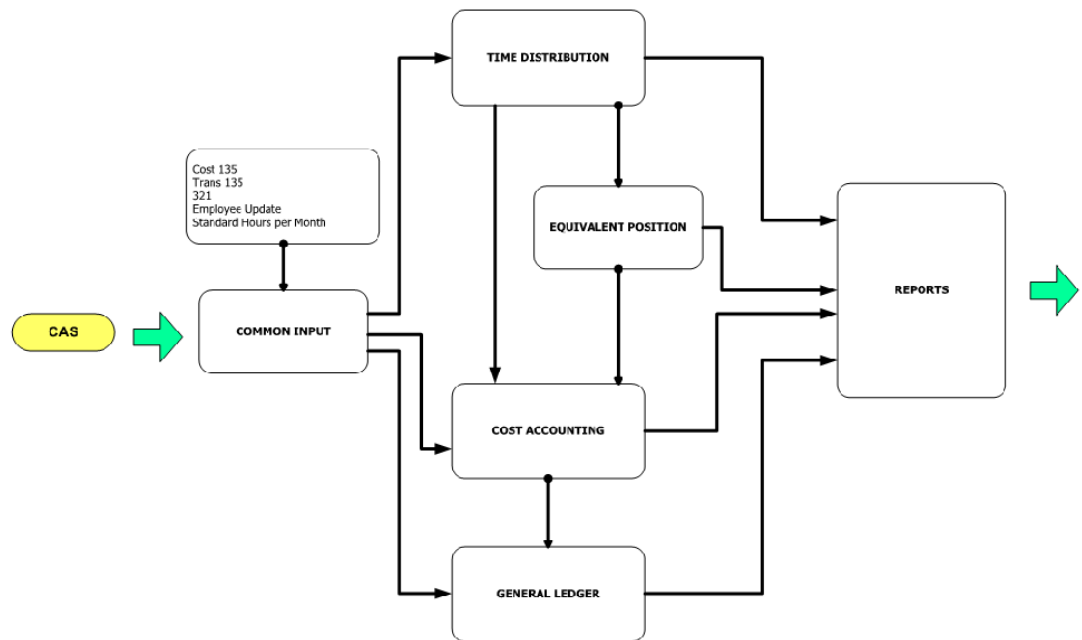 TIME DISTRIBUTION
Cost 135
Trans 135
321
Employee Update
Standard Hours per Month
EQUIVALENT POSITION
REPORTS
CAS
COMMON INPUT
COST ACCOUNTING
GENERAL LEDGER